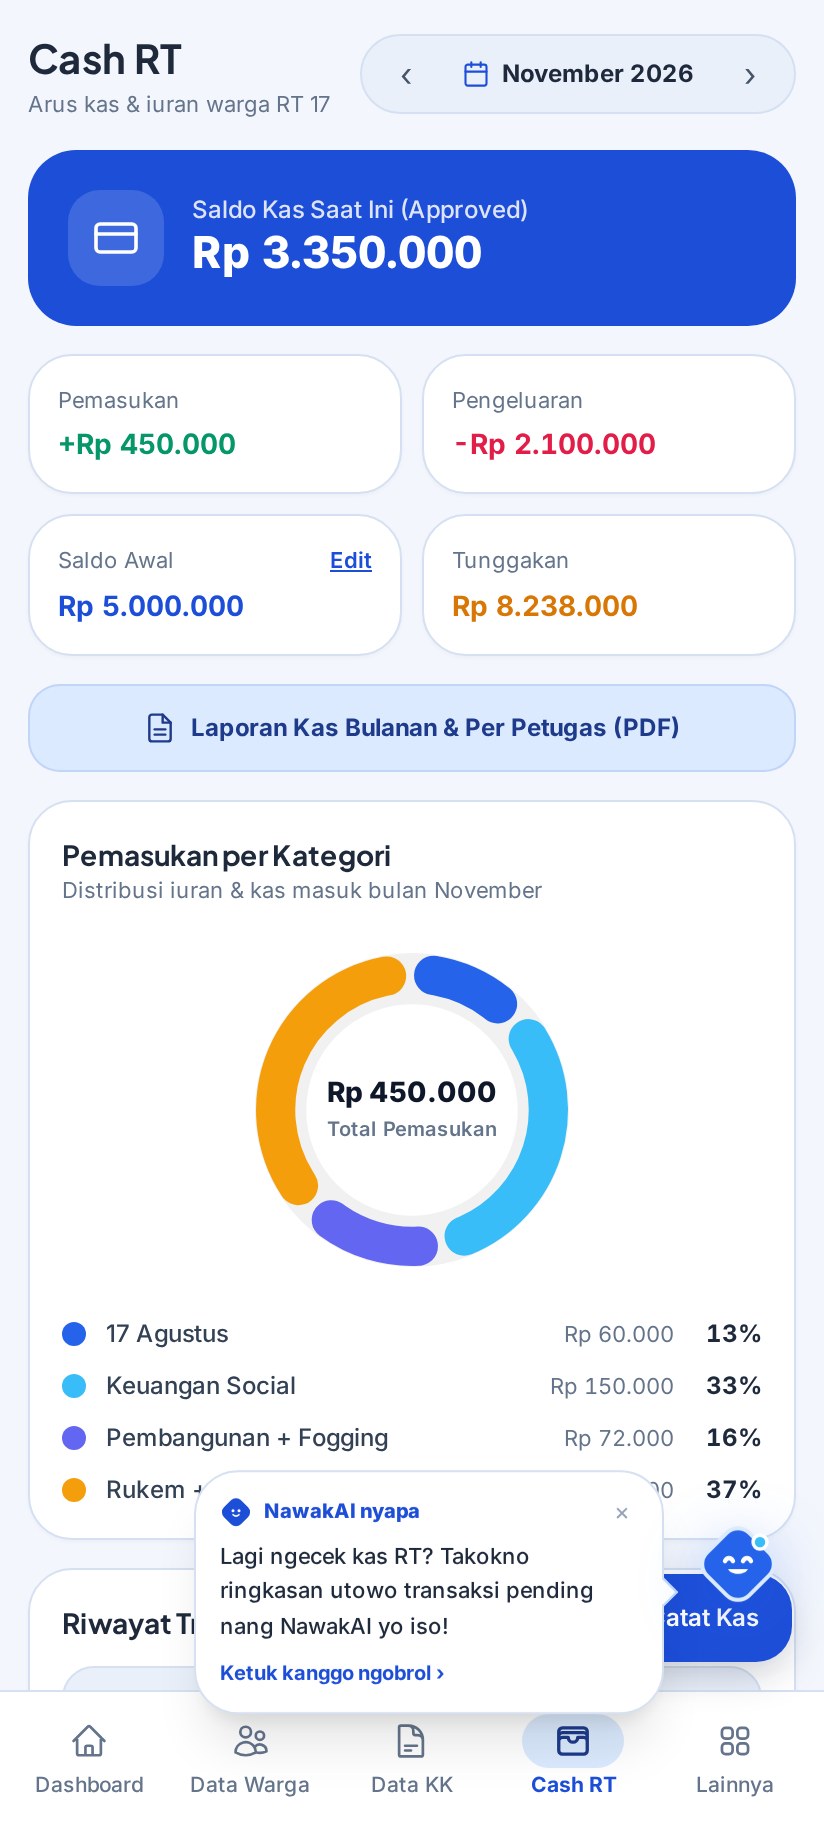 Cash RT
Arus kas & iuran warga RT 17
‹ November 2026 ›
Saldo Kas Saat Ini (Approved)
Rp 3.350.000
Pemasukan
+Rp 450.000
Pengeluaran
-Rp 2.100.000
Saldo Awal Edit
Rp 5.000.000
Tunggakan
Rp 8.238.000
Laporan Kas Bulanan & Per Petugas (PDF)
Pemasukan per Kategori
Distribusi iuran & kas masuk bulan November
Rp 450.000
Total Pemasukan
17 Agustus Rp 60.000 13%
Keuangan Social Rp 150.000 33%
Pembangunan + Fogging Rp 72.000 16%
Rukem + 37%
NawakAI nyapa ×
Lagi ngecek kas RT? Takokno
ringkasan utowo transaksi pending
nang NawakAI yo iso!
Ketuk kanggo ngobrol ›
Riwayat
Kas
Dashboard
Data Warga
Data KK
Cash RT
Lainnya